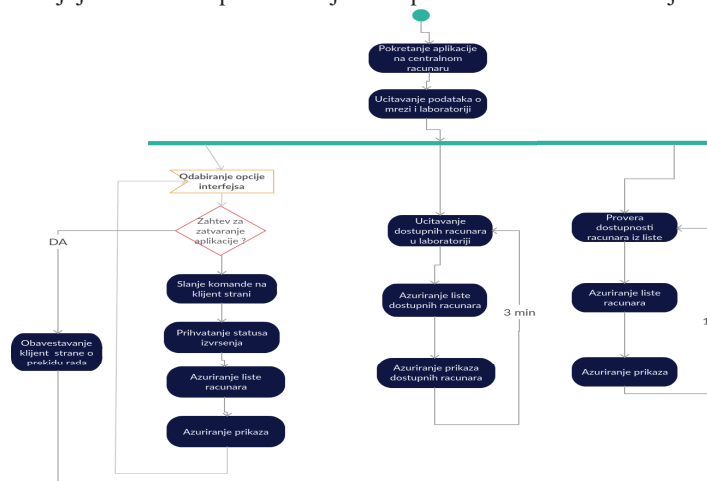 Pokretanje aplikacije
na centralnom
racunaru
Ucitavanje podataka o
mrezi i laboratoriji
Odabiranje opcije
interfejsa
Zahtev za
zatvaranje
aplikacije ?
DA
Slanje komande na
klijent strani
Prihvatanje statusa
izvrsenja
Obavestavanje
klijent strane o
prekidu rada
Azuriranje liste
racunara
Azuriranje prikaza
Ucitavanje
dostupnih racunara
u laboratoriji
Azuriranje liste
dostupnih racunara
3 min
Azuriranje prikaza
dostupnih racunara
Provera
dostupnosti
racunara iz liste
Azuriranje liste
racunara
Azuriranje prikaza